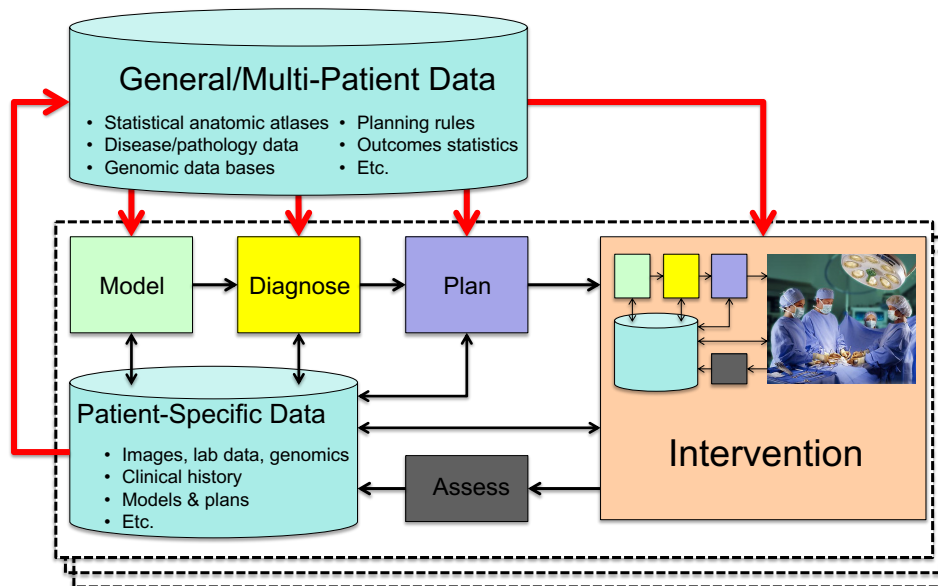 General/Multi-Patient Data
• Statistical anatomic atlases
• Disease/pathology data
• Genomic data bases
• Planning rules
• Outcomes statistics
• Etc.
Model
Diagnose
Plan
Patient-Specific Data
• Images, lab data, genomics
• Clinical history
• Models & plans
• Etc.
Assess
Intervention